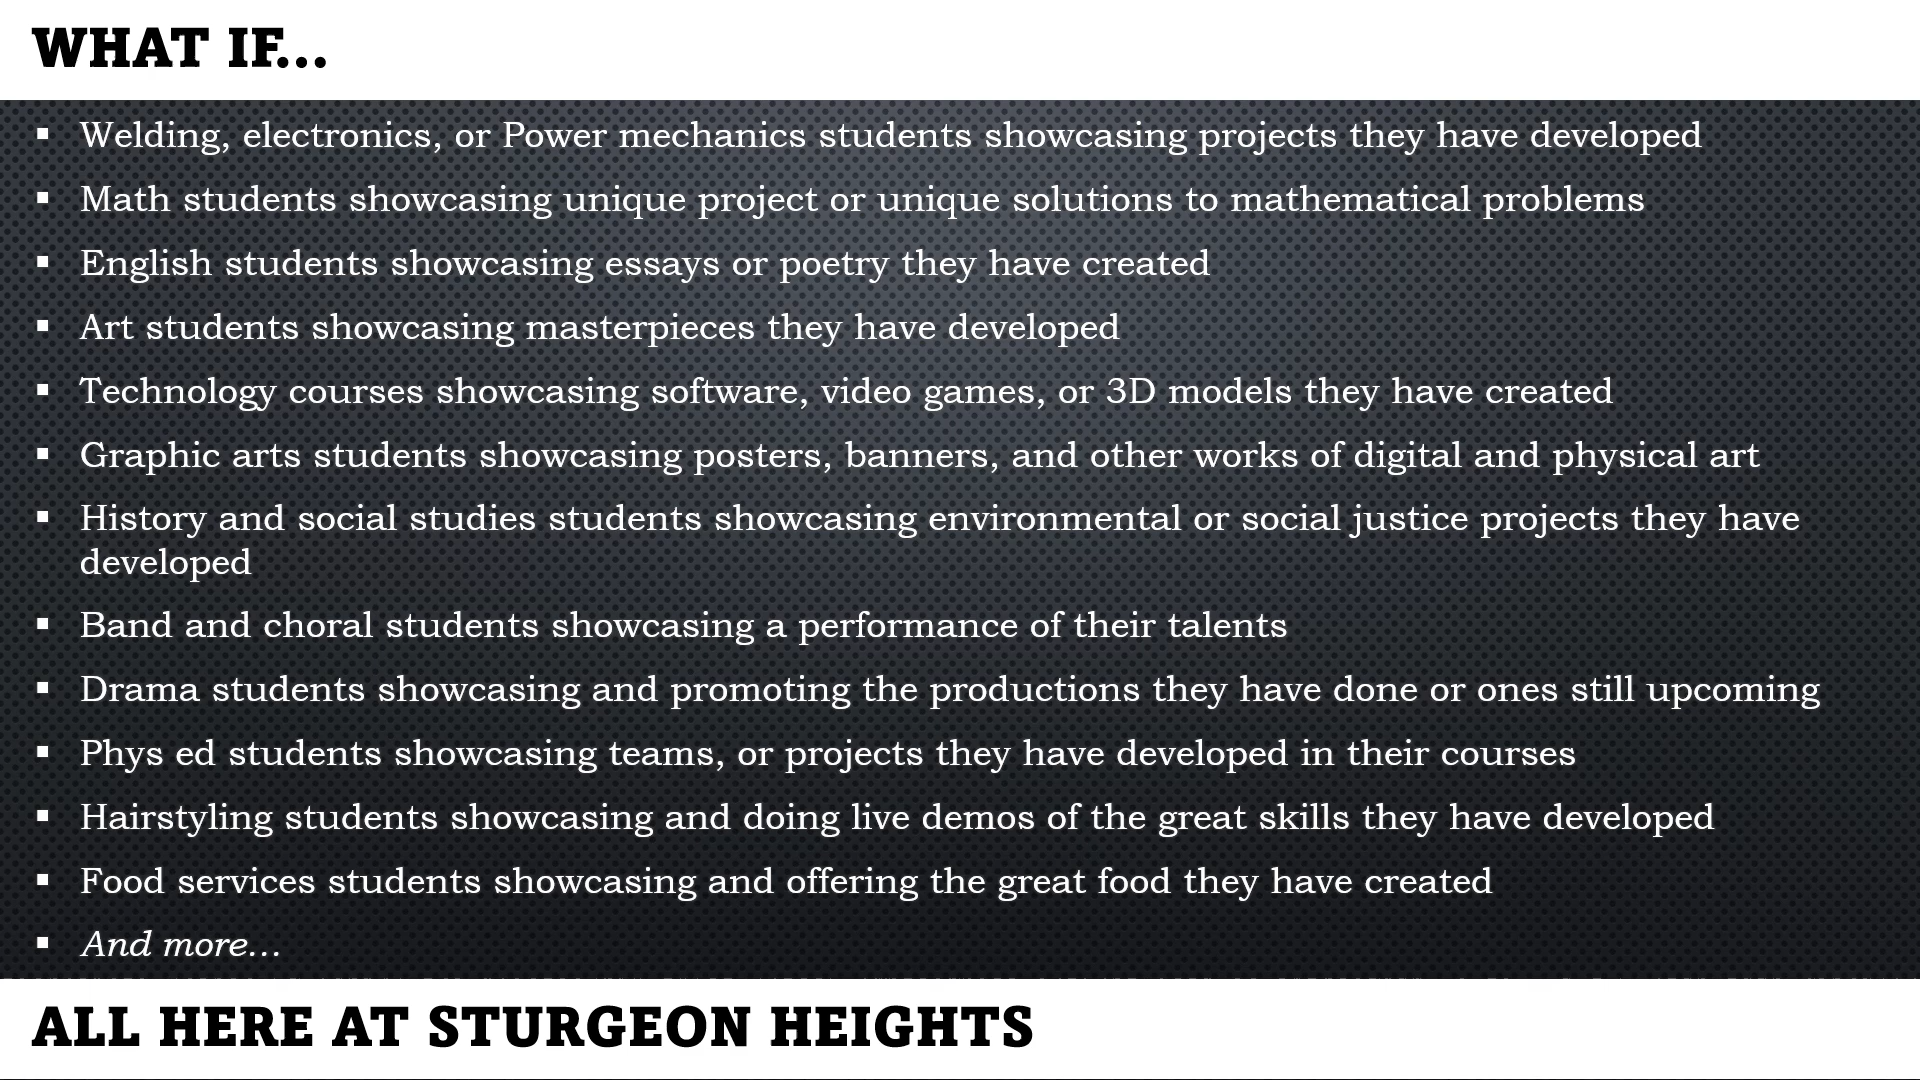 WHAT IF...
▪ Welding, electronics, or Power mechanics students showcasing projects they have developed
▪ Math students showcasing unique project or unique solutions to mathematical problems
▪ English students showcasing essays or poetry they have created
▪ Art students showcasing masterpieces they have developed
▪ Technology courses showcasing software, video games, or 3D models they have created
▪ Graphic arts students showcasing posters, banners, and other works of digital and physical art
▪ History and social studies students showcasing environmental or social justice projects they have
developed
▪ Band and choral students showcasing a performance of their talents
▪ Drama students showcasing and promoting the productions they have done or ones still upcoming
▪ Phys ed students showcasing teams, or projects they have developed in their courses
▪ Hairstyling students showcasing and doing live demos of the great skills they have developed
▪ Food services students showcasing and offering the great food they have created
▪ And more...
ALL HERE AT STURGEON HEIGHTS